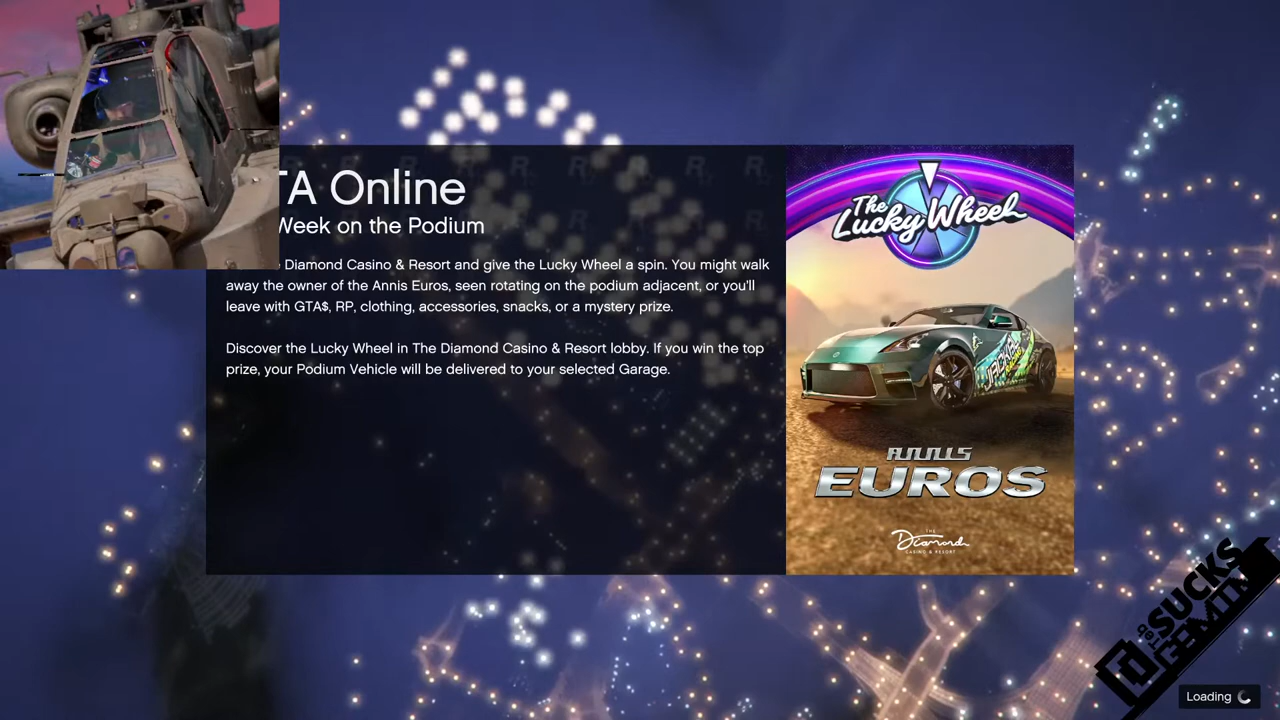 TA Online
Week on the Podium
Diamond Casino & Resort and give the Lucky Wheel a spin. You might walk
away the owner of the Annis Euros, seen rotating on the podium adjacent, or you'll
leave with GTA$, RP, clothing, accessories, snacks, or a mystery prize.
Discover the Lucky Wheel in The Diamond Casino & Resort lobby. If you win the top
prize, your Podium Vehicle will be delivered to your selected Garage.
The
Lucky Wheel
JACKAL
ANNIS
EUROS
THE
Diamond
CASINO & RESORT
SUCKS
Loading